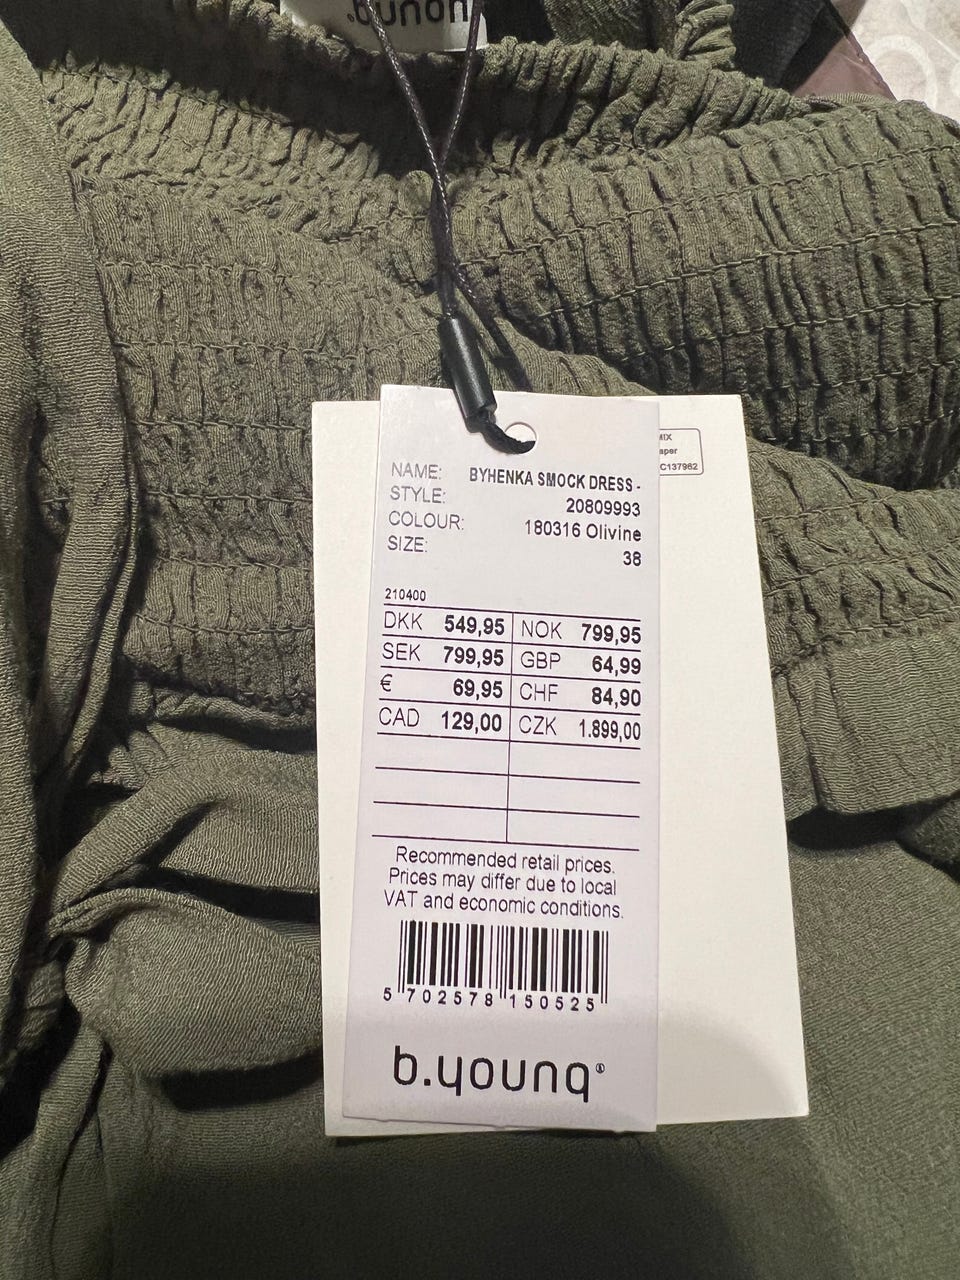 b.young
MIX
C137962
NAME: BYHENKA SMOCK DRESS -
STYLE: 20809993
COLOUR: 180316 Olivine
SIZE: 38
210400
DKK 549,95 NOK 799,95
SEK 799,95 GBP 64,99
€ 69,95 CHF 84,90
CAD 129,00 CZK 1.899,00
Recommended retail prices.
Prices may differ due to local
VAT and economic conditions.
5 702578 150525
b.young®